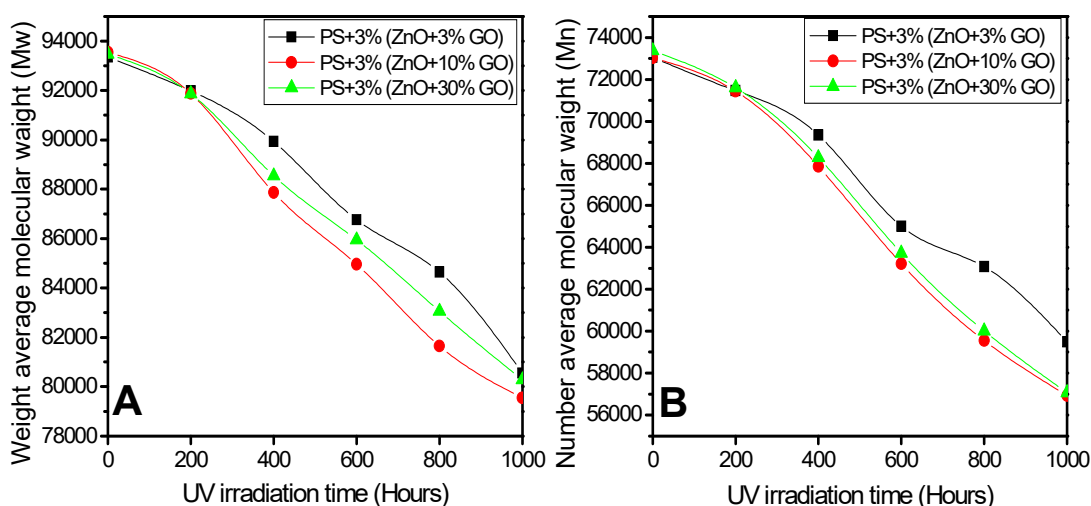 Weight average molecular waight (Mw)
94000
92000
90000
88000
86000
84000
82000
80000
78000
PS+3% (ZnO+3% GO)
PS+3% (ZnO+10% GO)
PS+3% (ZnO+30% GO)
A
0 200 400 600 800 1000
UV irradiation time (Hours)
Number average molecular waight (Mn)
74000
72000
70000
68000
66000
64000
62000
60000
58000
56000
PS+3% (ZnO+3% GO)
PS+3% (ZnO+10% GO)
PS+3% (ZnO+30% GO)
B
0 200 400 600 800 1000
UV irradiation time (Hours)